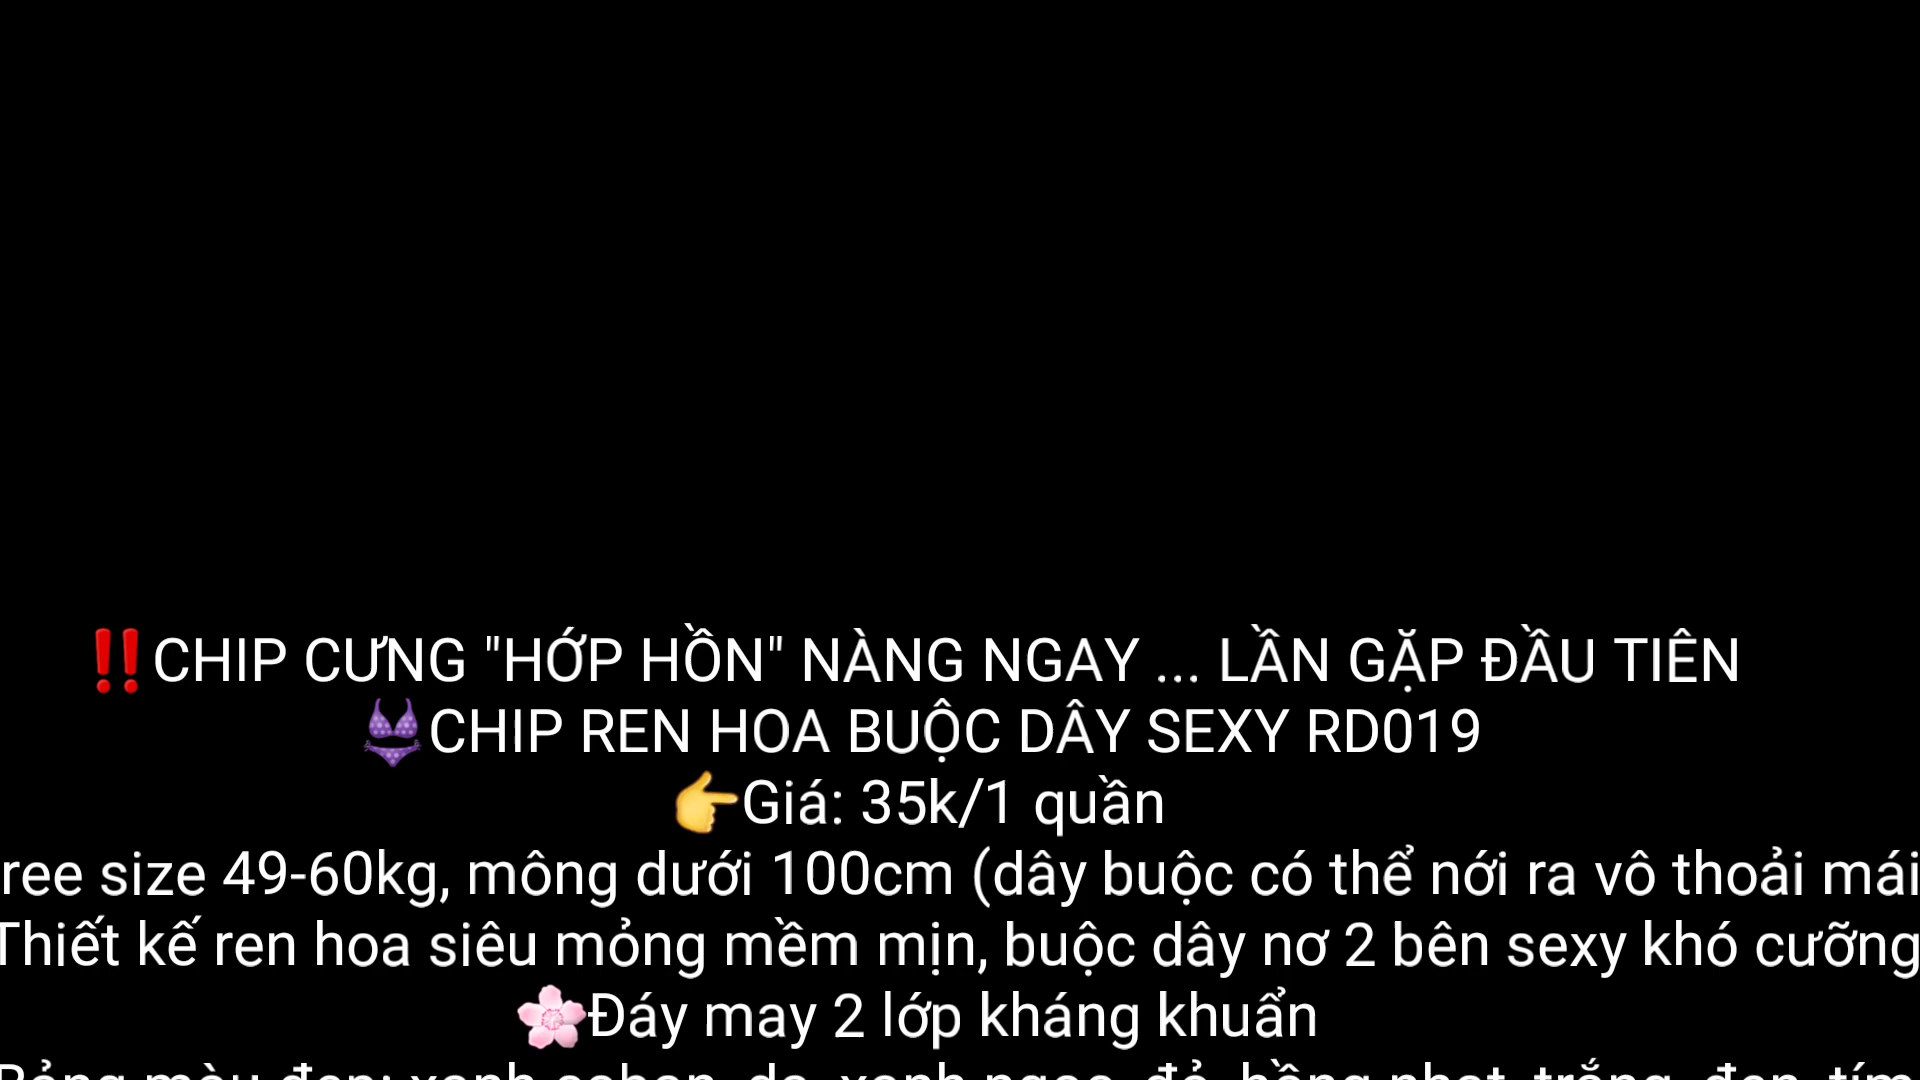 ‼️CHIP CƯNG "HỚP HỒN" NÀNG NGAY ... LẦN GẶP ĐẦU TIÊN
👙CHIP REN HOA BUỘC DÂY SEXY RD019
👉Giá: 35k/1 quần
ree size 49-60kg, mông dưới 100cm (dây buộc có thể nới ra vô thoải mái
Thiết kế ren hoa siêu mỏng mềm mịn, buộc dây nơ 2 bên sexy khó cưỡng
🌸Đáy may 2 lớp kháng khuẩn